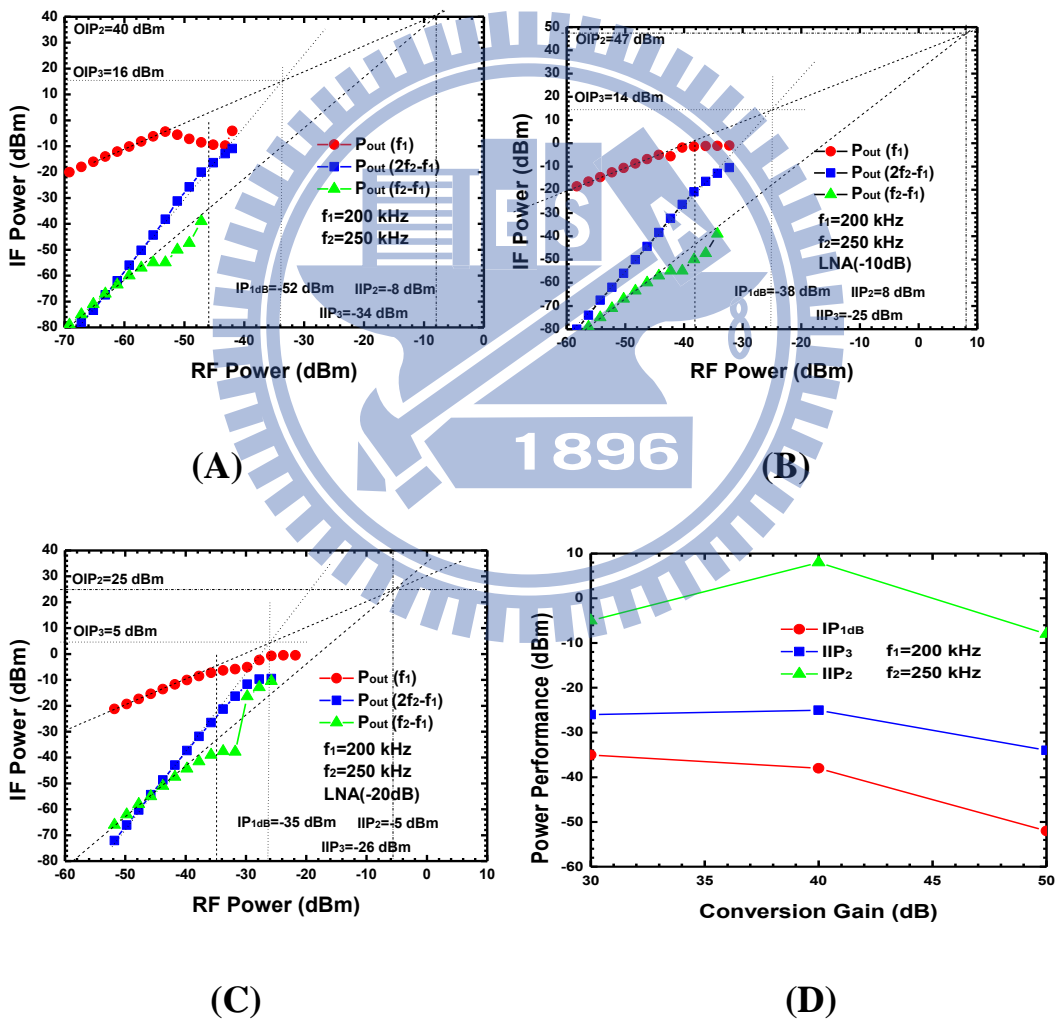 40
30
20
10
0
-10
-20
-30
-40
-50
-60
-70
-80
IF Power (dBm)
OIP2=40 dBm
OIP3=16 dBm
Pout (f1)
Pout (2f2-f1)
Pout (f2-f1)
f1=200 kHz
f2=250 kHz
IP1dB=-52 dBm
IIP2=-8 dBm
IIP3=-34 dBm
-70 -60 -50 -40 -30 -20 -10 0
RF Power (dBm)
(A)
50
40
30
20
10
0
-10
-20
-30
-40
-50
-60
-70
-80
IF Power (dBm)
OIP2=47 dBm
OIP3=14 dBm
Pout (f1)
Pout (2f2-f1)
Pout (f2-f1)
f1=200 kHz
f2=250 kHz
LNA(-10dB)
IP1dB=-38 dBm
IIP2=8 dBm
IIP3=-25 dBm
-60 -50 -40 -30 -20 -10 0 10
RF Power (dBm)
(B)
ES
A
8
1896
40
30
20
10
0
-10
-20
-30
-40
-50
-60
-70
-80
IF Power (dBm)
OIP2=25 dBm
OIP3=5 dBm
Pout (f1)
Pout (2f2-f1)
Pout (f2-f1)
f1=200 kHz
f2=250 kHz
LNA(-20dB)
IP1dB=-35 dBm
IIP2=-5 dBm
IIP3=-26 dBm
-60 -50 -40 -30 -20 -10 0 10
RF Power (dBm)
(C)
10
0
-10
-20
-30
-40
-50
-60
Power Performance (dBm)
IP1dB
IIP3
IIP2
f1=200 kHz
f2=250 kHz
30 35 40 45 50
Conversion Gain (dB)
(D)